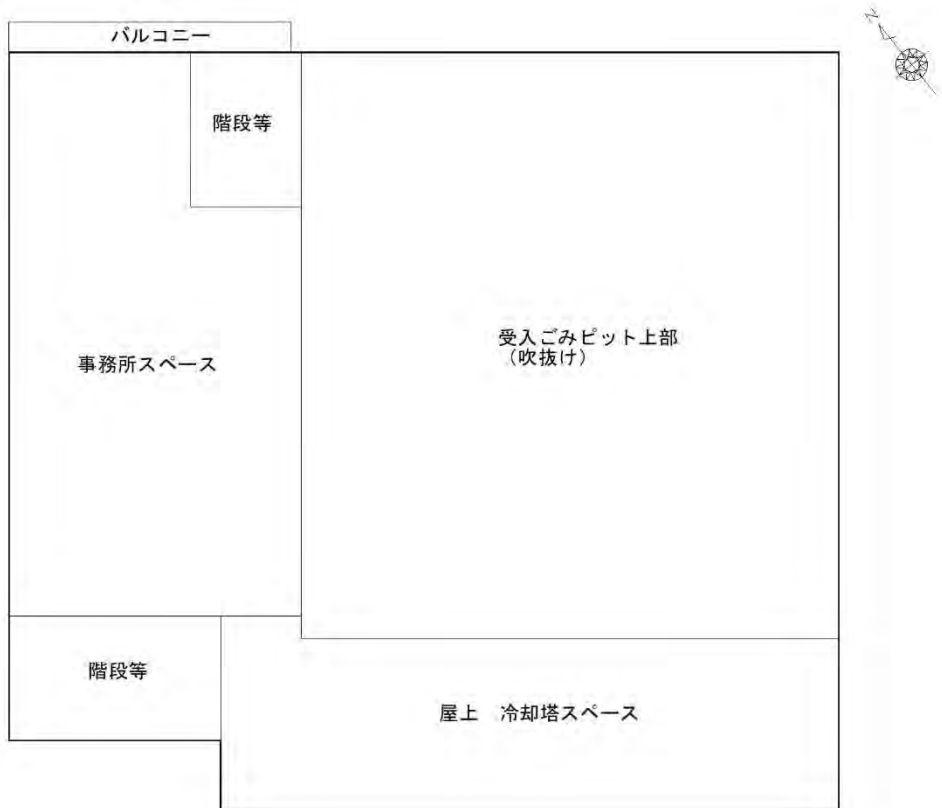 バルコニー
N
階段等
受入ごみピット上部
（吹抜け）
事務所スペース
階段等
屋上　冷却塔スペース